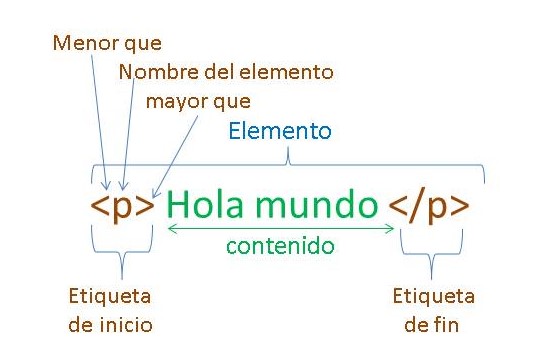 Menor que
Nombre del elemento
mayor que
Elemento
<p> Hola mundo </p>
contenido
Etiqueta
de inicio
Etiqueta
de fin